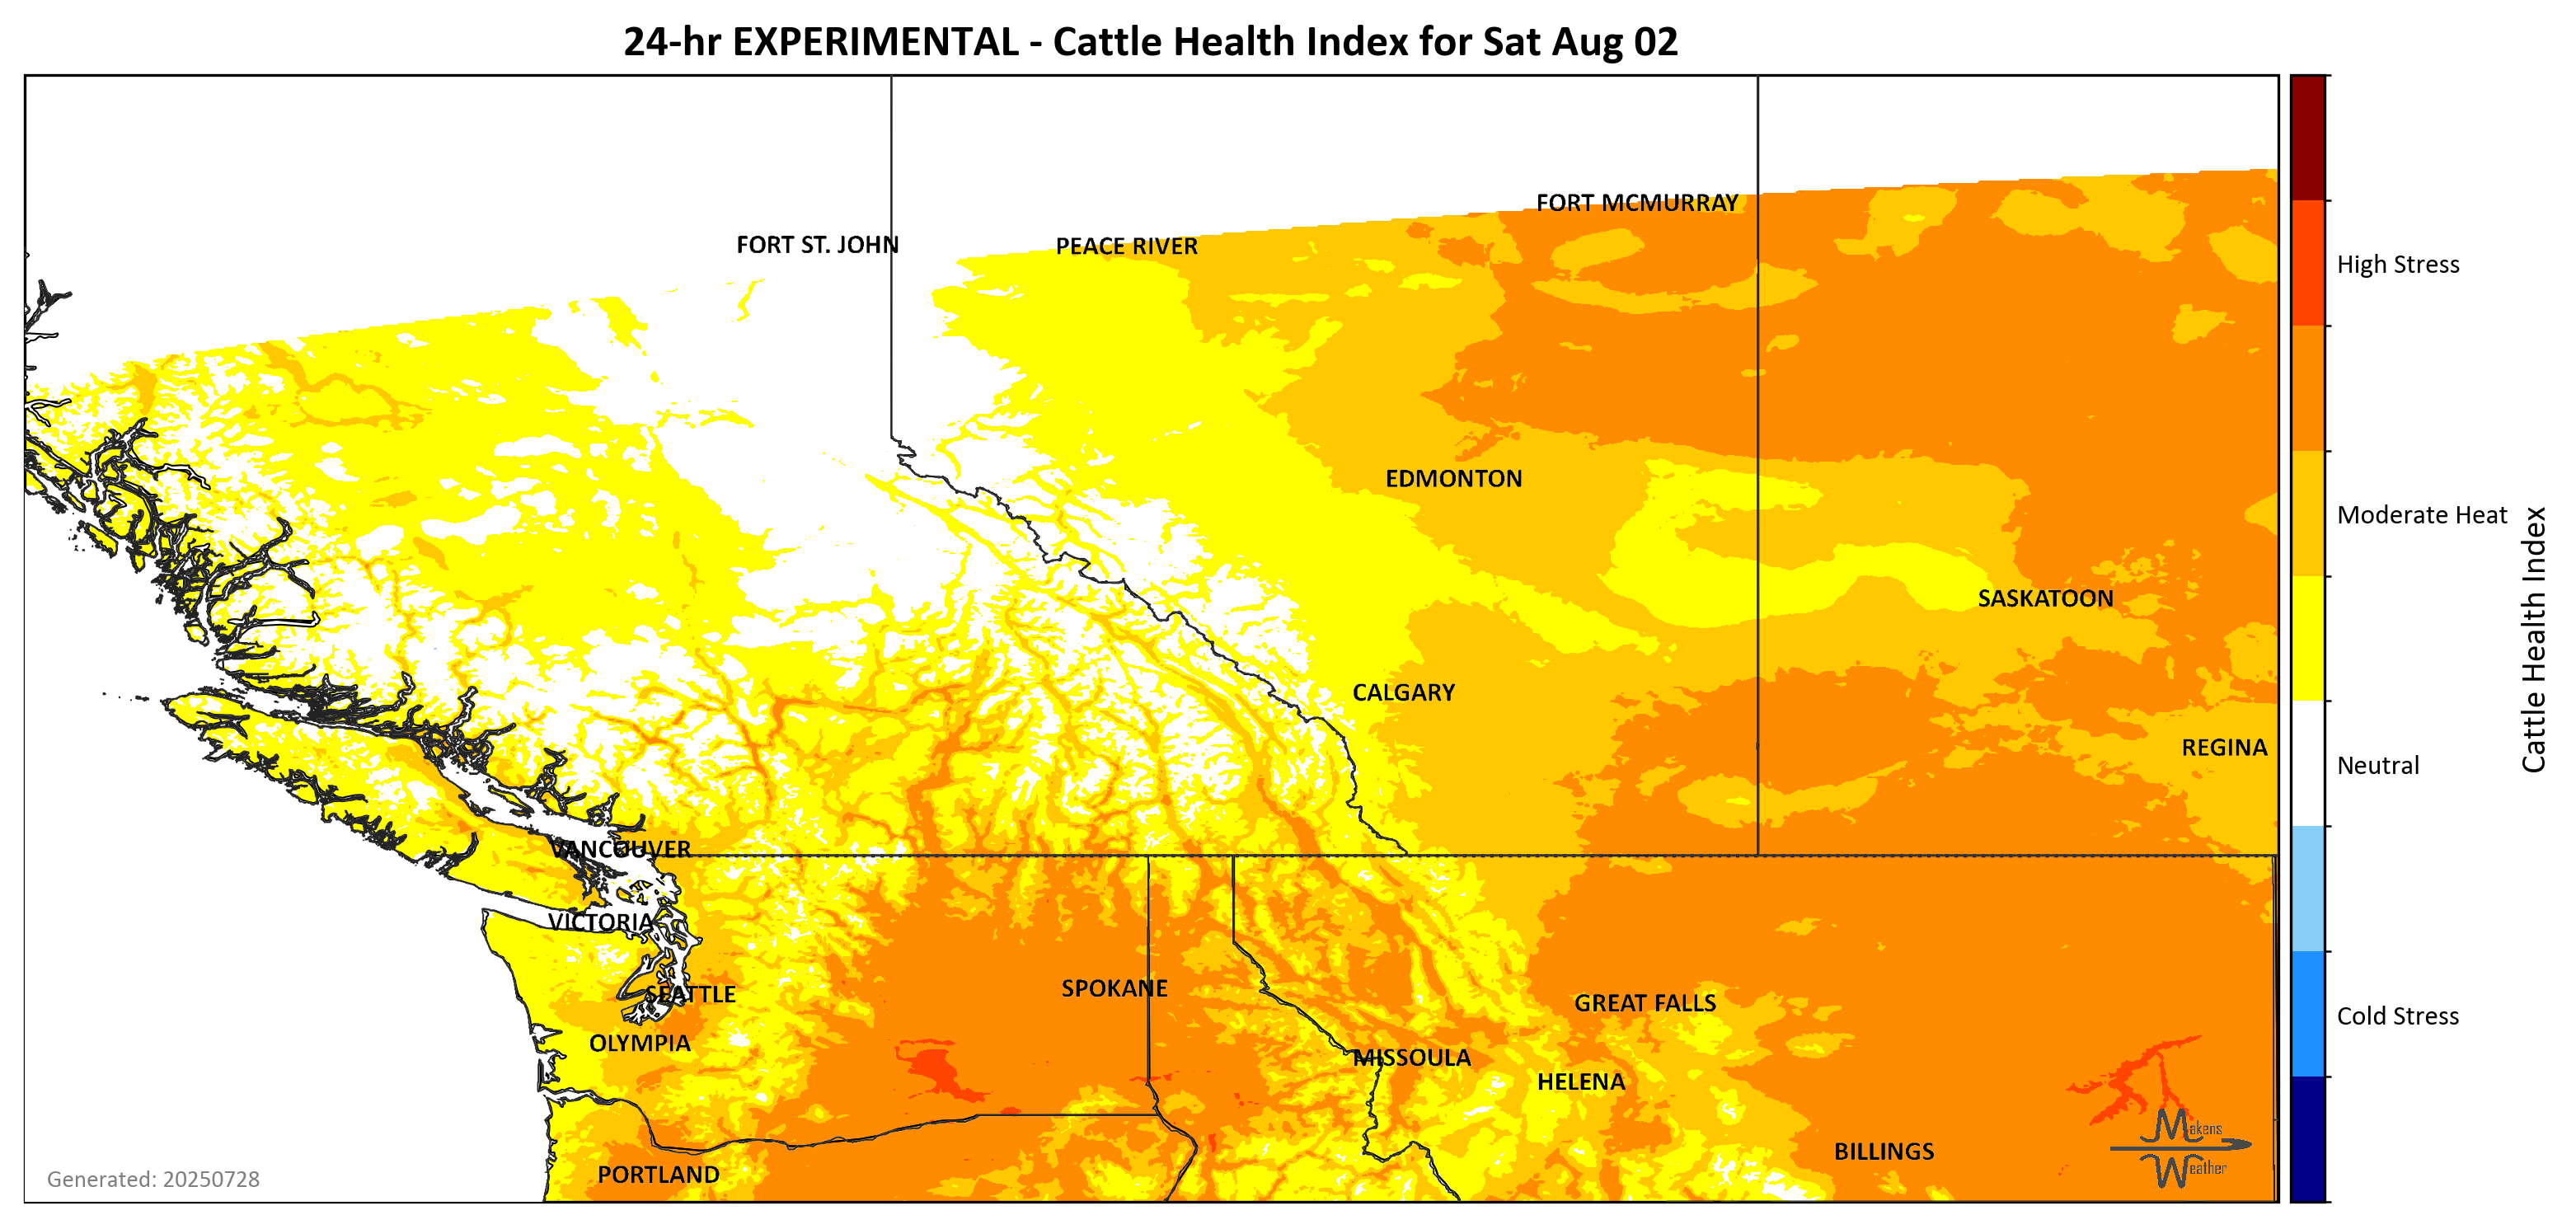 24-hr EXPERIMENTAL - Cattle Health Index for Sat Aug 02
FORT MCMURRAY
FORT ST. JOHN
PEACE RIVER
High Stress
EDMONTON
Moderate Heat
SASKATOON
CALGARY
Cattle Health Index
REGINA
Neutral
VANCOUVER
VICTORIA
SPOKANE
SEATTLE
GREAT FALLS
Cold Stress
OLYMPIA
MISSOULA
HELENA
Makens
Weather
BILLINGS
PORTLAND
Generated: 20250728